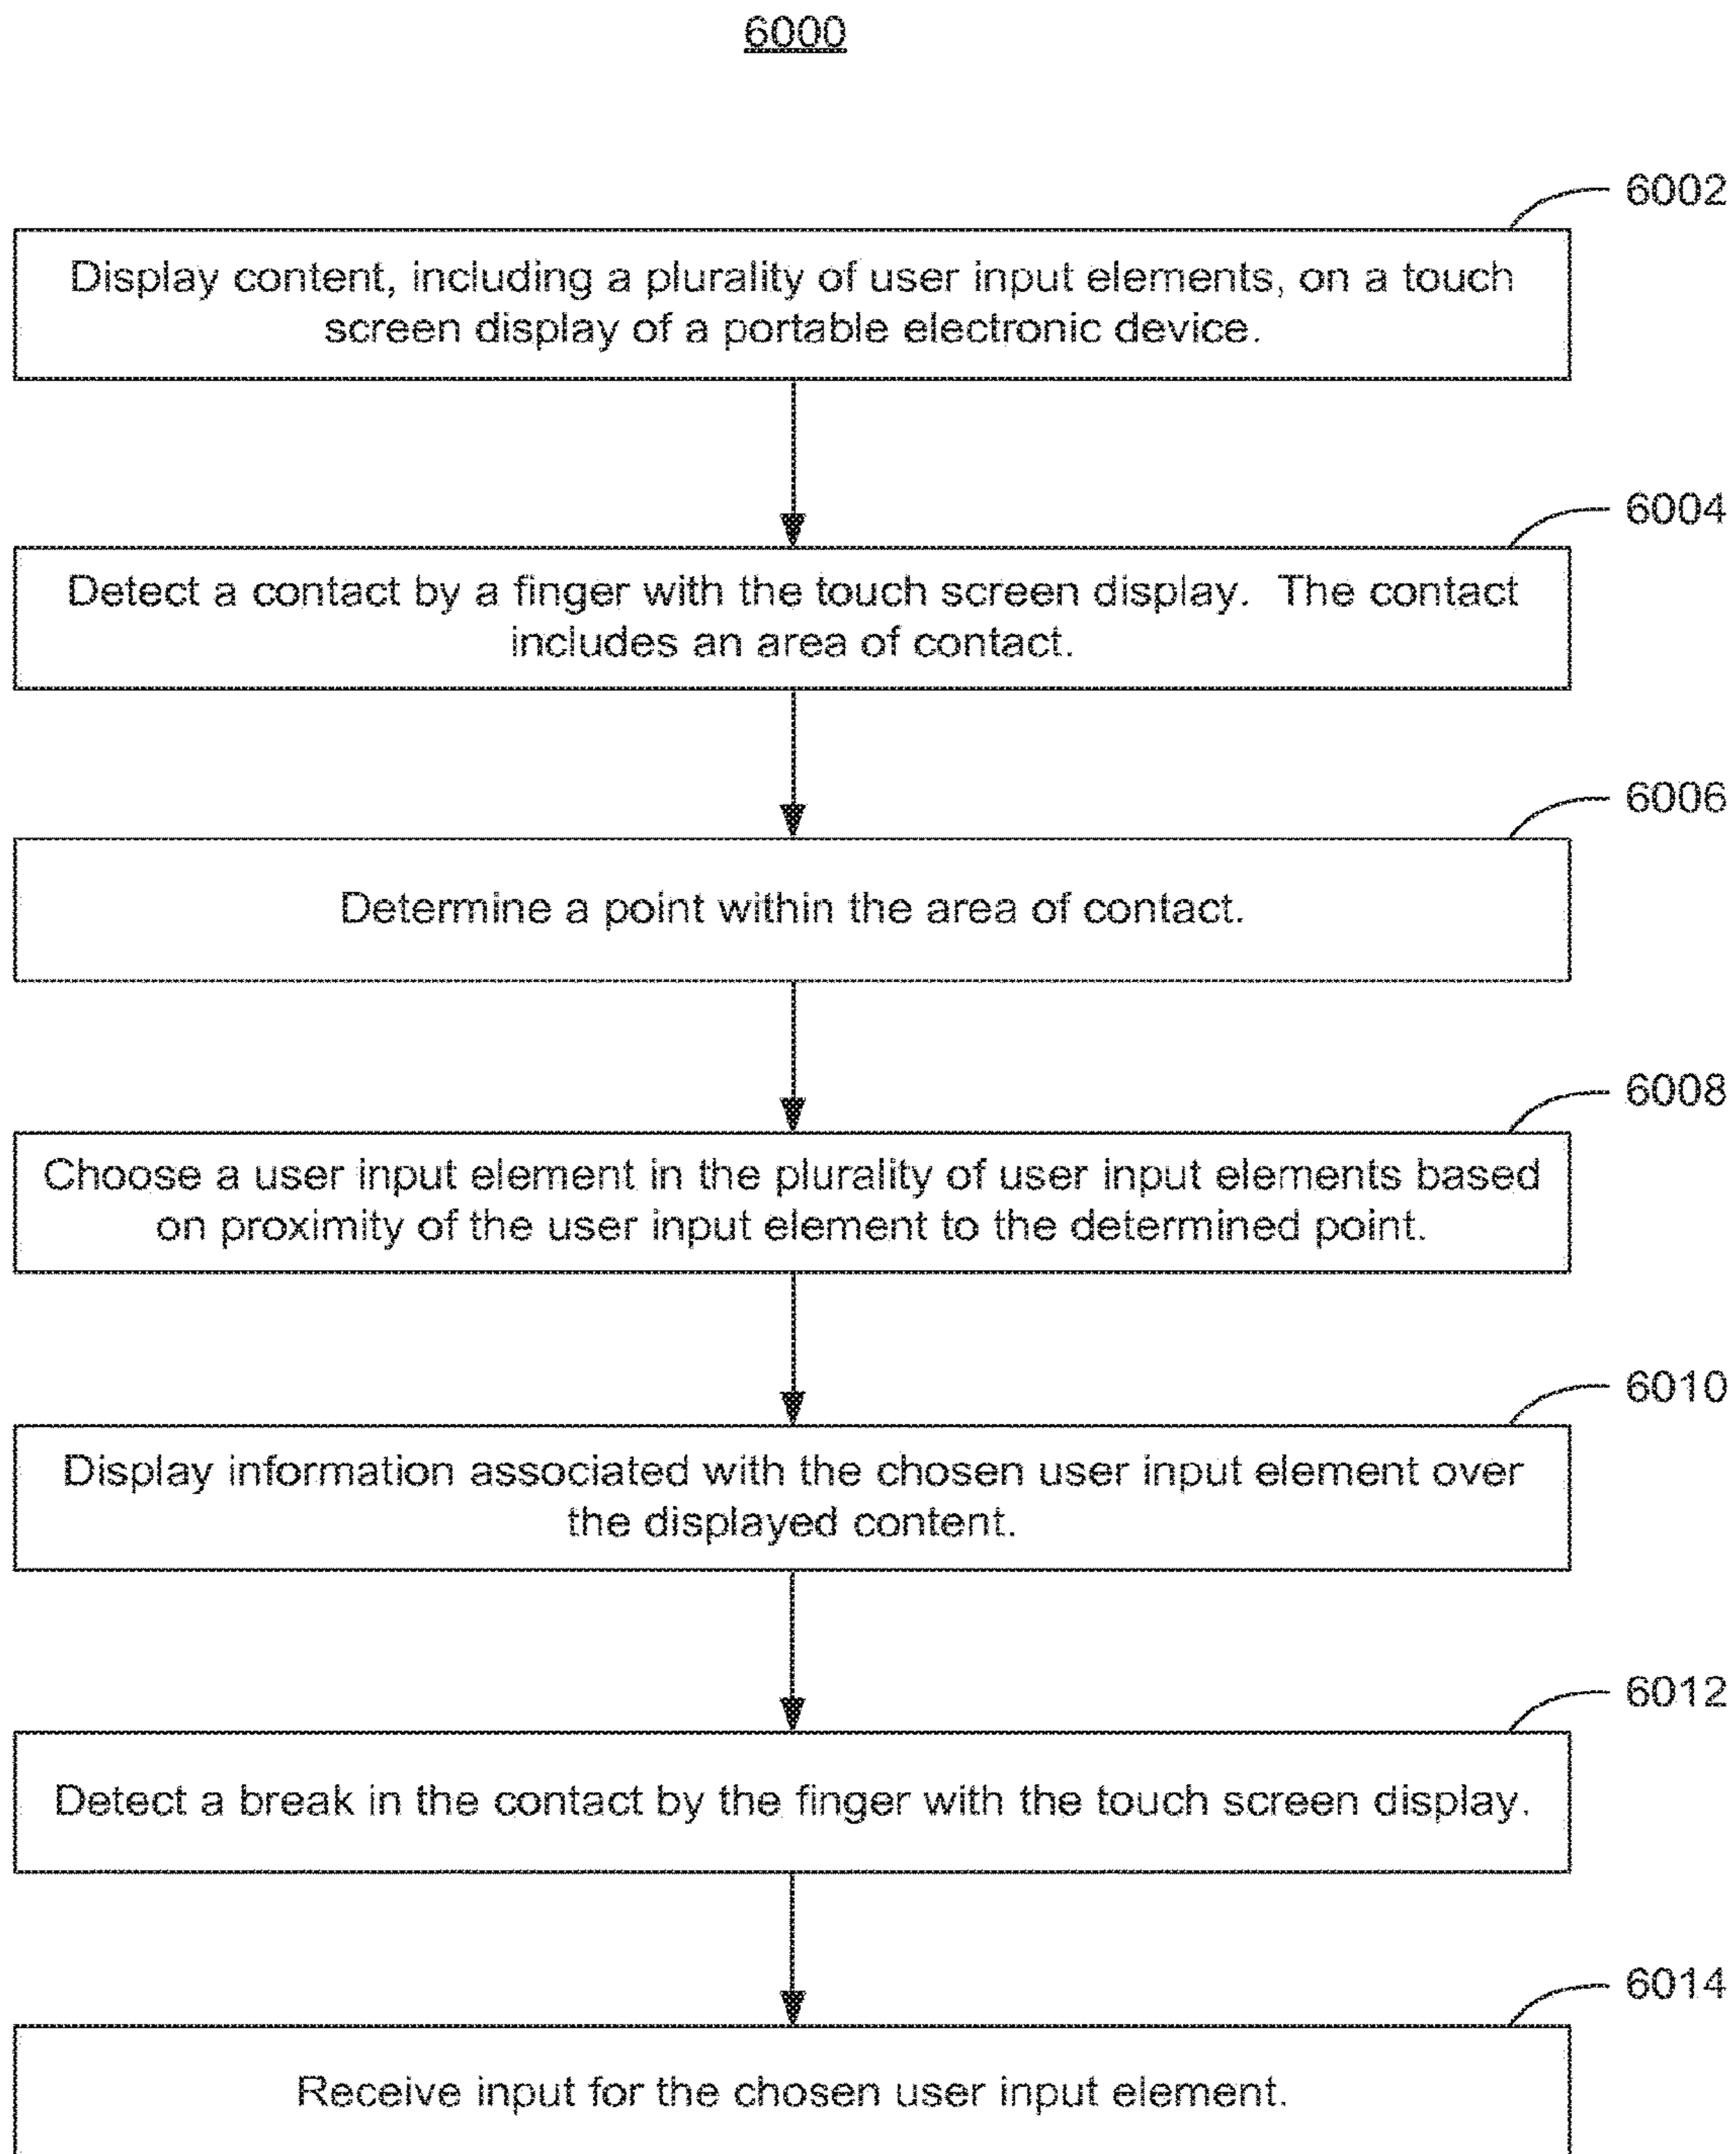 6000
6002
Display content, including a plurality of user input elements, on a touch
screen display of a portable electronic device.
6004
Detect a contact by a finger with the touch screen display.  The contact
includes an area of contact.
6006
Determine a point within the area of contact.
6008
Choose a user input element in the plurality of user input elements based
on proximity of the user input element to the determined point.
6010
Display information associated with the chosen user input element over
the displayed content.
6012
Detect a break in the contact by the finger with the touch screen display.
6014
Receive input for the chosen user input element.